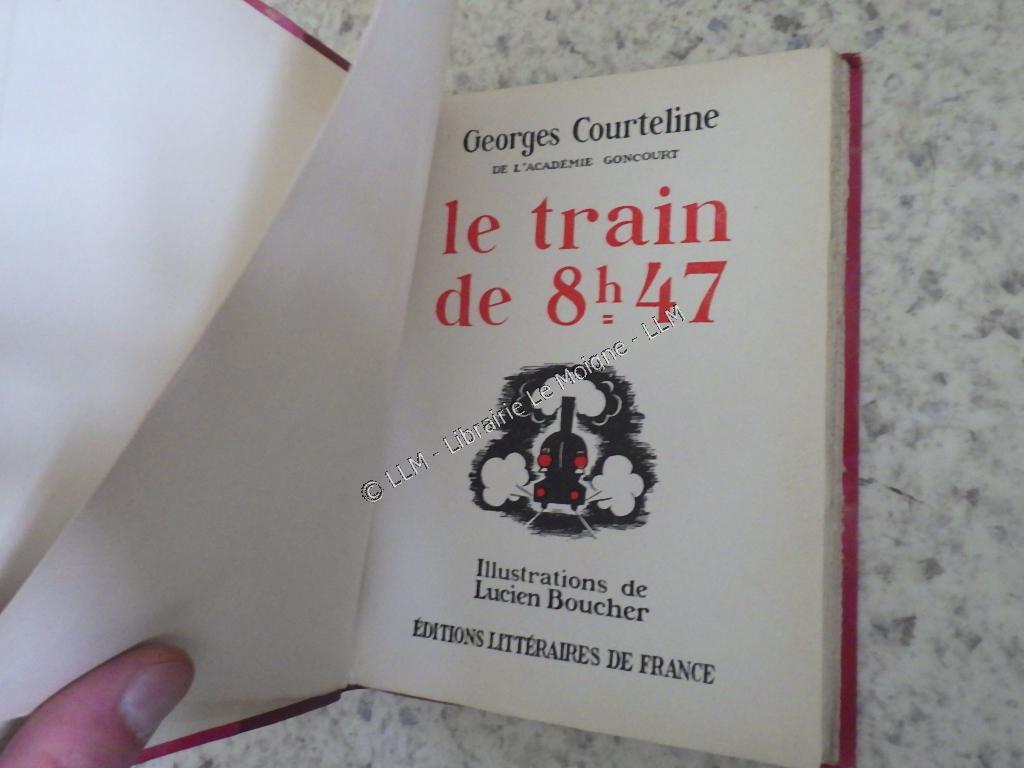 Georges Courteline
DE L'ACADÉMIE GONCOURT
le train
de 8h47
© LLM - Librairie Le Moigne - LLM
Illustrations de
Lucien Boucher
ÉDITIONS LITTÉRAIRES DE FRANCE